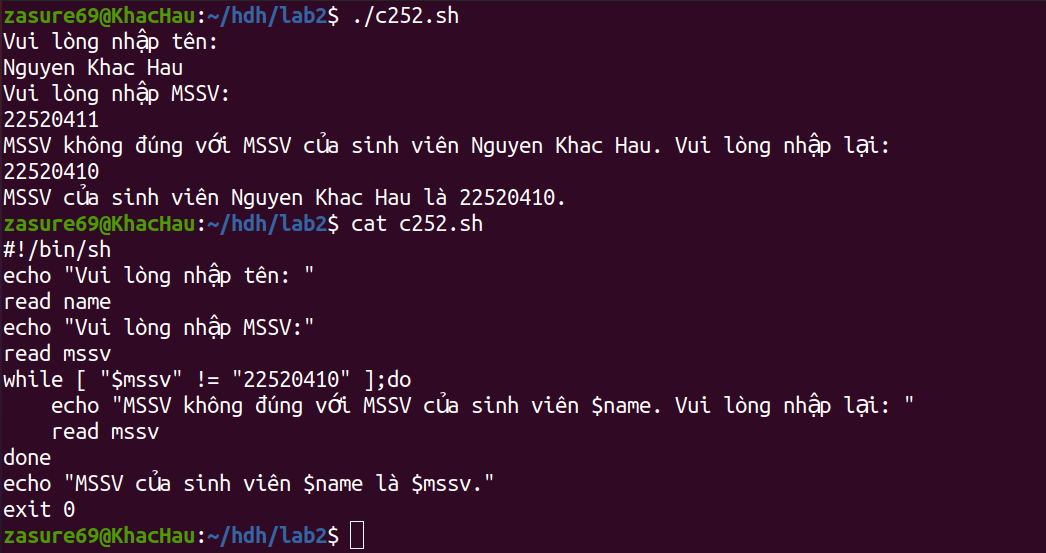 zasure69@KhacHau:~/hdh/lab2$ ./c252.sh
Vui lòng nhập tên:
Nguyen Khac Hau
Vui lòng nhập MSSV:
22520411
MSSV không đúng với MSSV của sinh viên Nguyen Khac Hau. Vui lòng nhập lại:
22520410
MSSV của sinh viên Nguyen Khac Hau là 22520410.
zasure69@KhacHau:~/hdh/lab2$ cat c252.sh
#!/bin/sh
echo "Vui lòng nhập tên: "
read name
echo "Vui lòng nhập MSSV:"
read mssv
while [ "$mssv" != "22520410" ];do
    echo "MSSV không đúng với MSSV của sinh viên $name. Vui lòng nhập lại: "
    read mssv
done
echo "MSSV của sinh viên $name là $mssv."
exit 0
zasure69@KhacHau:~/hdh/lab2$